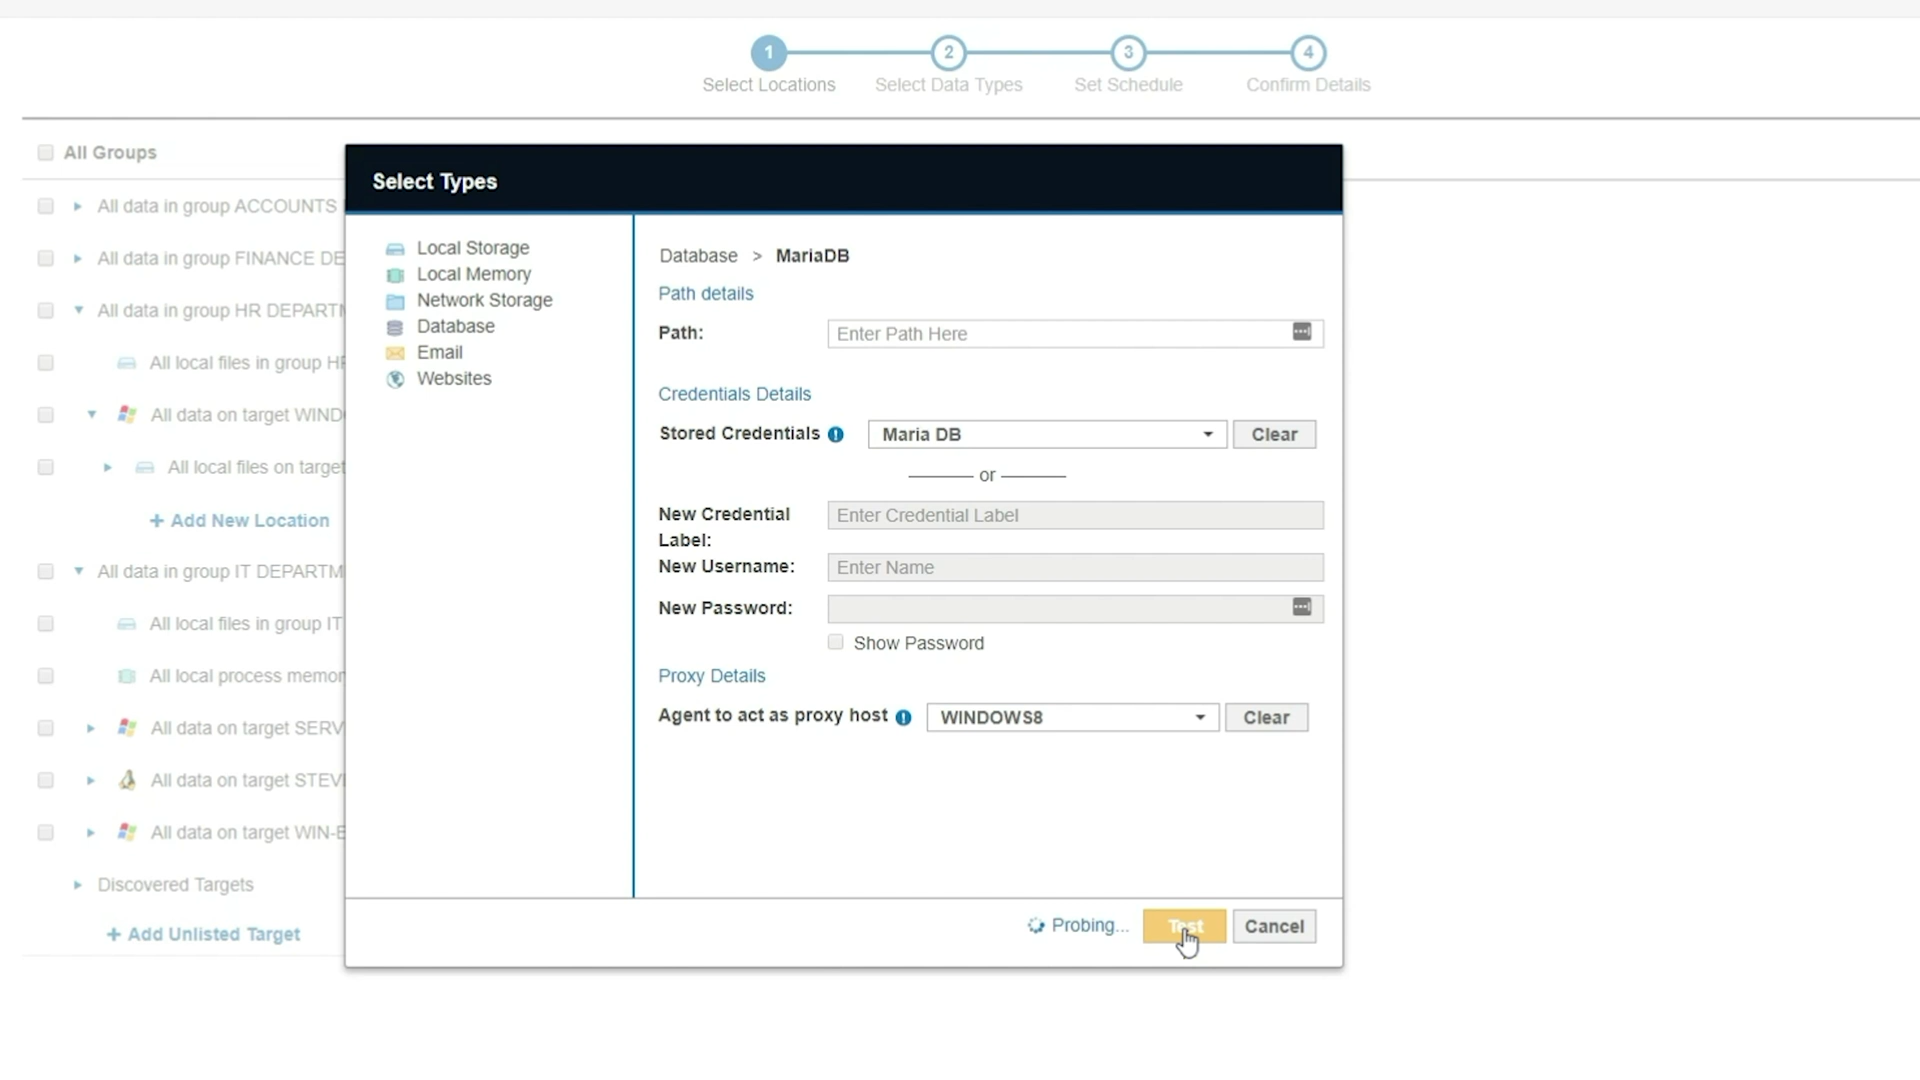 1
2
3
4
Select Locations
Select Data Types
Set Schedule
Confirm Details
All Groups
All data in group ACCOUNTS
All data in group FINANCE DE
All data in group HR DEPARTM
All local files in group HR
All data on target WINDO
All local files on target
+ Add New Location
All data in group IT DEPARTM
All local files in group IT
All local process memor
All data on target SERV
All data on target STEVE
All data on target WIN-E
Discovered Targets
+ Add Unlisted Target
Select Types
Local Storage
Local Memory
Network Storage
Database
Email
Websites
Database > MariaDB
Path details
Path: Enter Path Here
Credentials Details
Stored Credentials Maria DB Clear
or
New Credential Label: Enter Credential Label
New Username: Enter Name
New Password:
Show Password
Proxy Details
Agent to act as proxy host WINDOWS8 Clear
Probing... Test Cancel